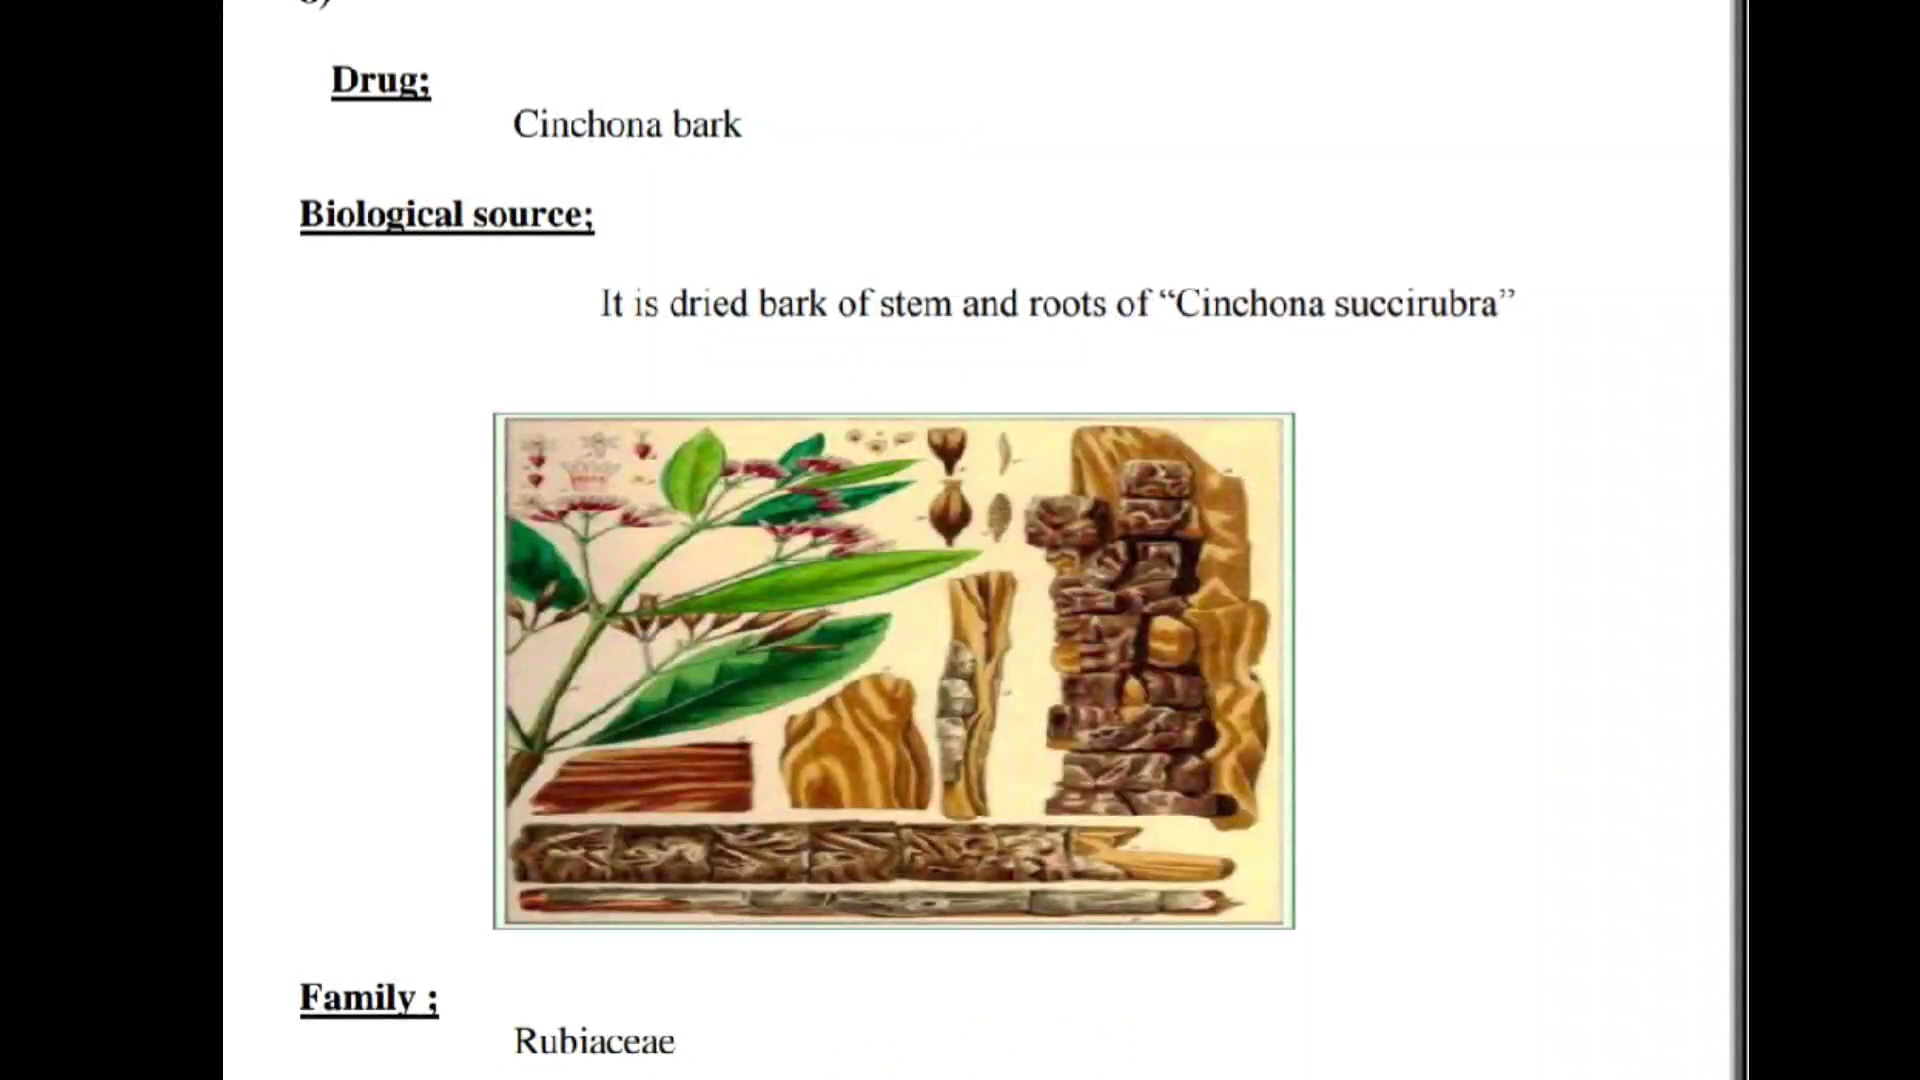 Drug;
Cinchona bark
Biological source;
It is dried bark of stem and roots of “Cinchona succirubra”
Family ;
Rubiaceae